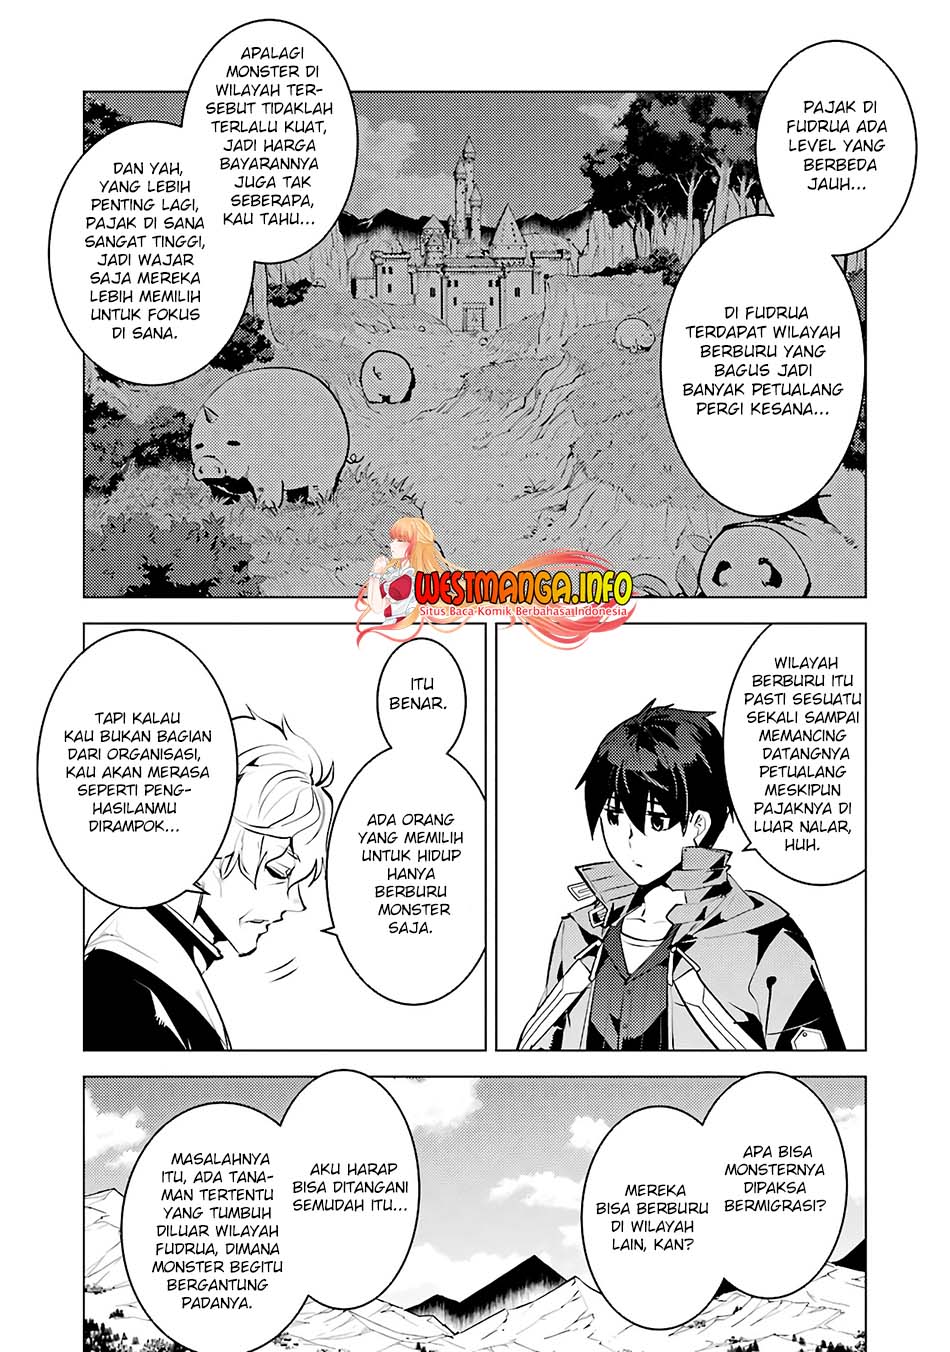 PAJAK DI
FUDRUA ADA
LEVEL YANG
BERBEDA
JAUH...
DI FUDRUA
TERDAPAT WILAYAH
BERBURU YANG
BAGUS JADI
BANYAK PETUALANG
PERGI KESANA...
APALAGI
MONSTER DI
WILAYAH TER-
SEBUT TIDAKLAH
TERLALU KUAT,
JADI HARGA
BAYARANNYA
JUGA TAK
SEBERAPA,
KAU TAHU...
DAN YAH,
YANG LEBIH
PENTING LAGI,
PAJAK DI SANA
SANGAT TINGGI,
JADI WAJAR
SAJA MEREKA
LEBIH MEMILIH
UNTUK FOKUS
DI SANA.
WESTMANGA.INFO
Situs Baca Komik Berbahasa Indonesia
WILAYAH
BERBURU ITU
PASTI SESUATU
SEKALI SAMPAI
MEMANCING
DATANGNYA
PETUALANG
MESKIPUN
PAJAKNYA DI
LUAR NALAR,
HUH.
ITU
BENAR.
ADA ORANG
YANG MEMILIH
UNTUK HIDUP
HANYA
BERBURU
MONSTER
SAJA.
TAPI KALAU
KAU BUKAN BAGIAN
DARI ORGANISASI,
KAU AKAN MERASA
SEPERTI PENG-
HASILANMU
DIRAMPOK...
APA BISA
MONSTERNYA
DIPAKSA
BERMIGRASI?
MEREKA
BISA BERBURU
DI WILAYAH
LAIN, KAN?
AKU HARAP
BISA DITANGANI
SEMUDAH ITU...
MASALAHNYA
ITU, ADA TANA-
MAN TERTENTU
YANG TUMBUH
DILUAR WILAYAH
FUDRUA, DIMANA
MONSTER BEGITU
BERGANTUNG
PADANYA.